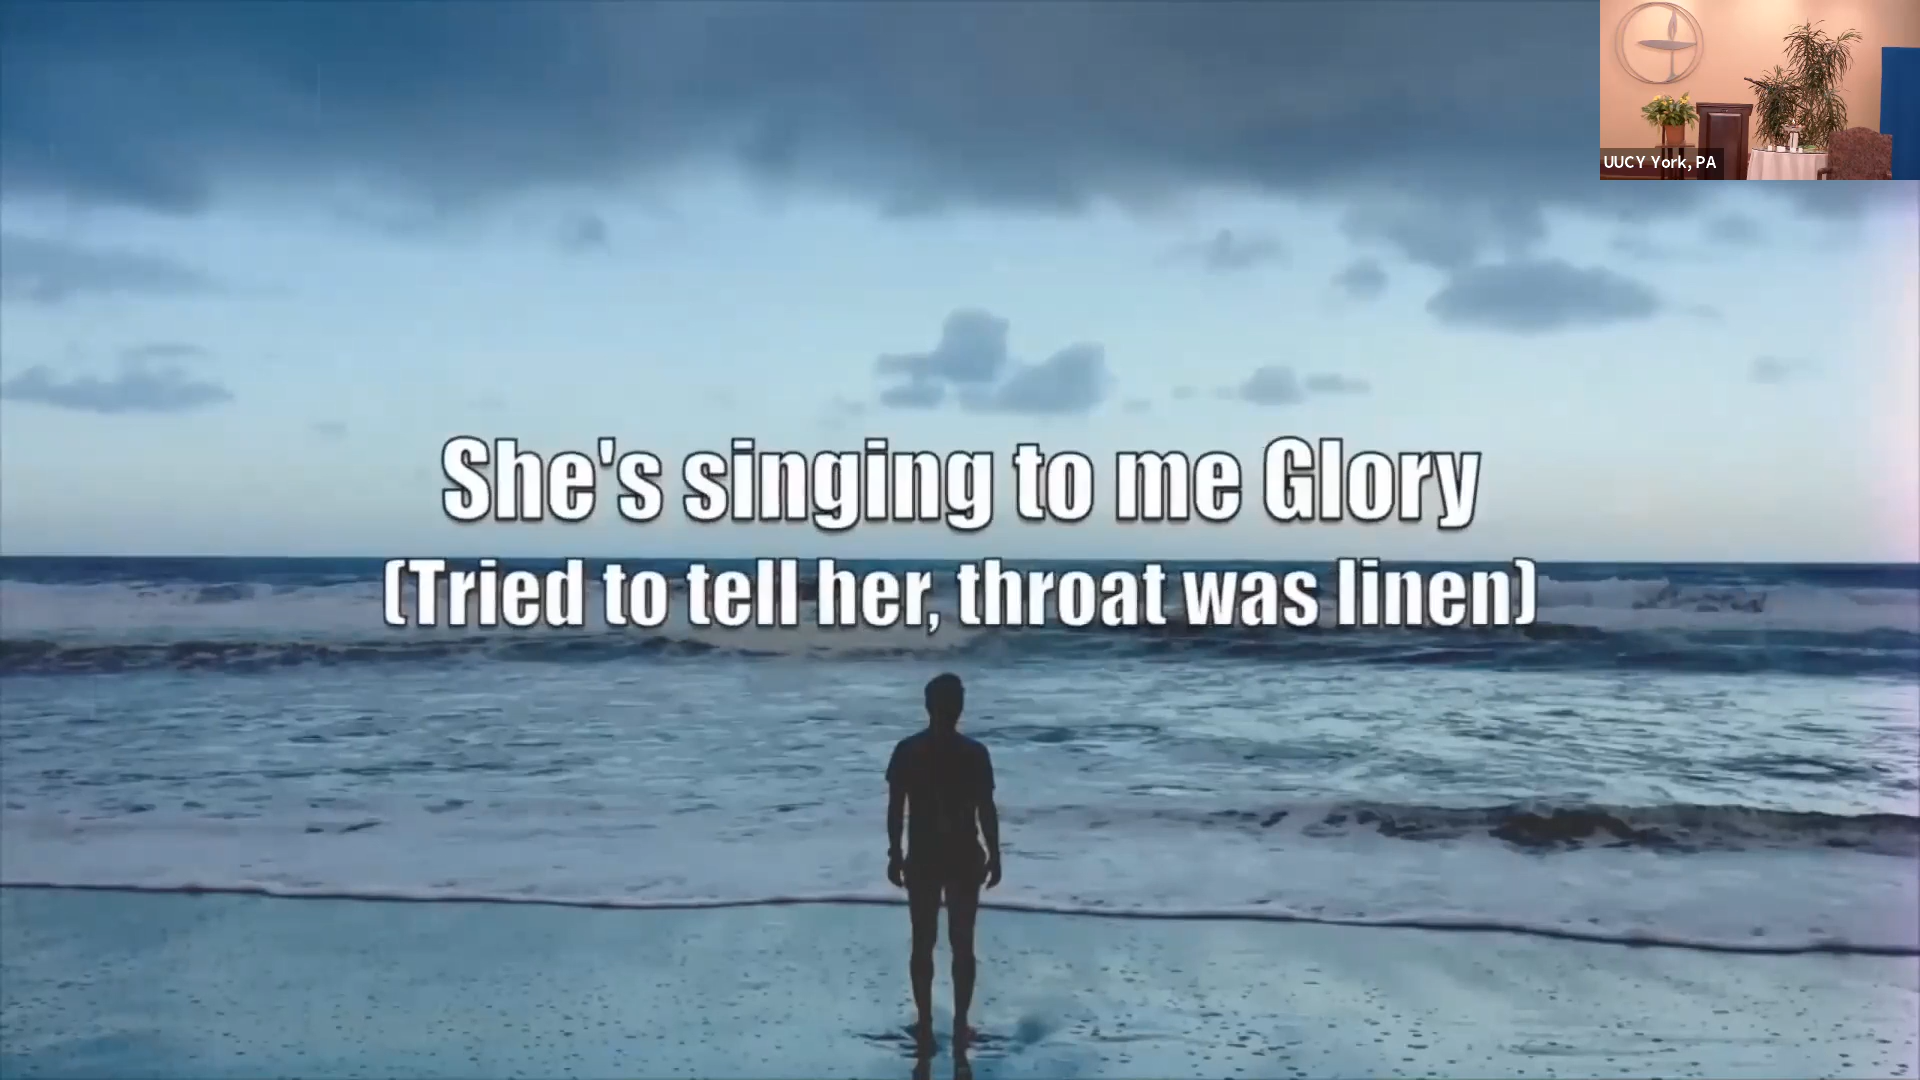 UUCY York, PA
She's singing to me Glory
(Tried to tell her, throat was linen)